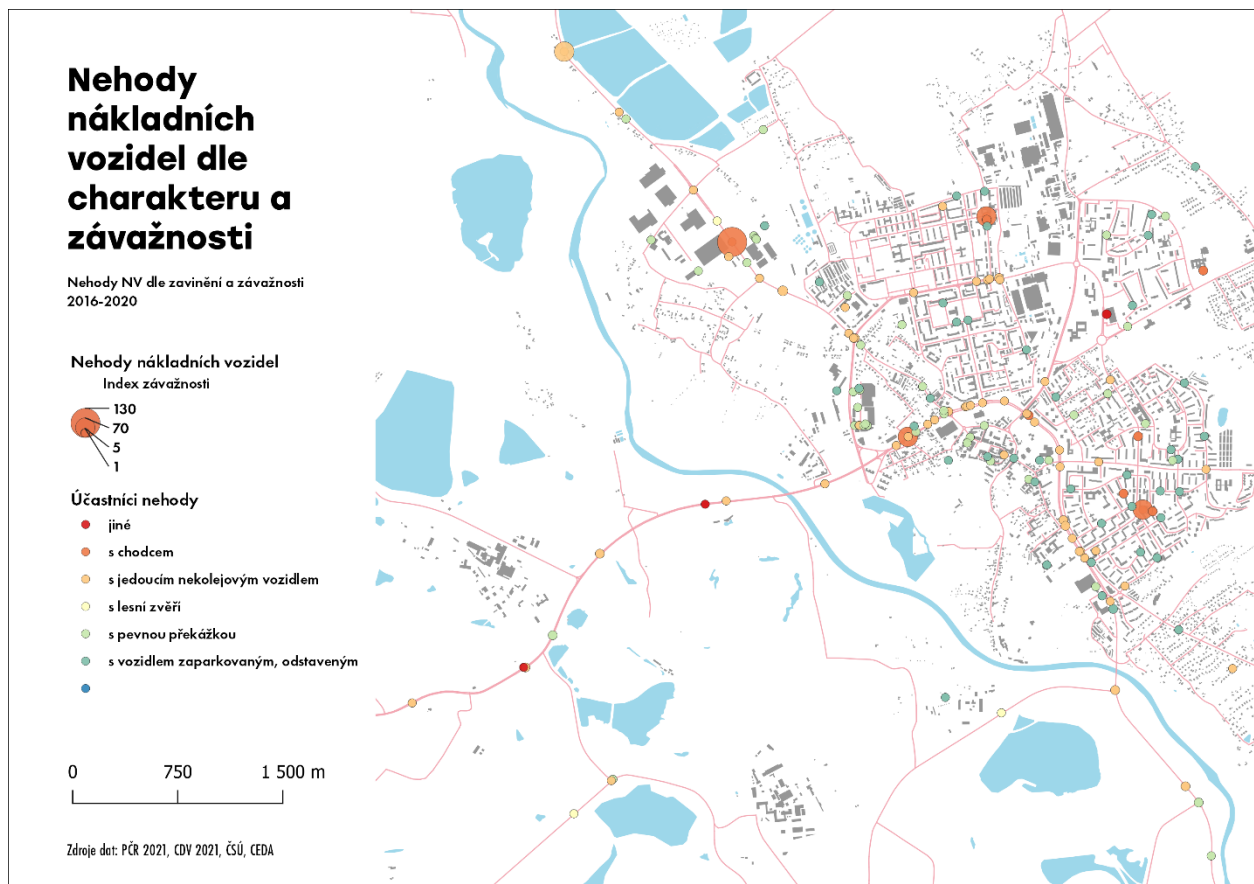 Nehody
nákladních
vozidel dle
charakteru a
závažnosti
Nehody NV dle zavinění a závažnosti
2016-2020
Nehody nákladních vozidel
Index závažnosti
130
70
5
1
Účastníci nehody
jiné
s chodcem
s jedoucím nekolejovým vozidlem
s lesní zvěří
s pevnou překážkou
s vozidlem zaparkovaným, odstaveným
0 750 1 500 m
Zdroje dat: PČR 2021, CDV 2021, ČSÚ, CEDA